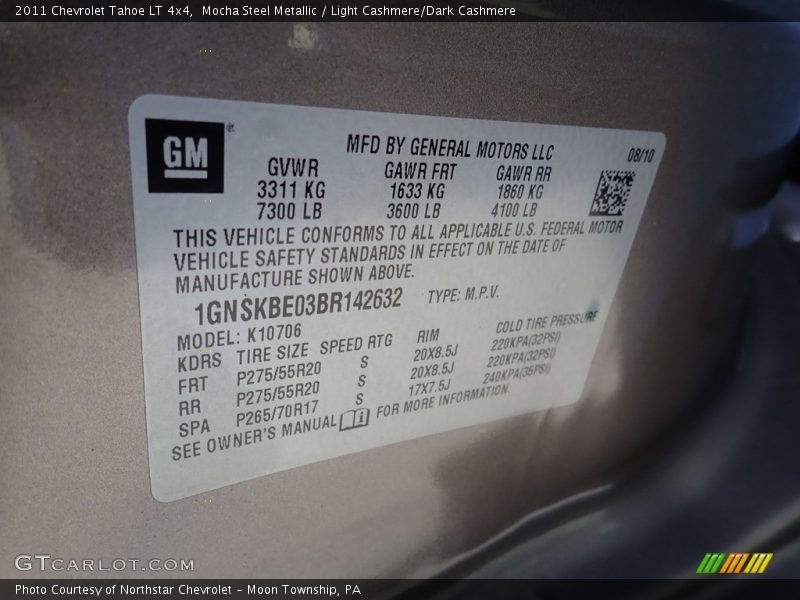 2011 Chevrolet Tahoe LT 4x4,  Mocha Steel Metallic / Light Cashmere/Dark Cashmere
GM
MFD BY GENERAL MOTORS LLC
08/10
GVWR GAWR FRT GAWR RR
3311 KG 1633 KG 1860 KG
7300 LB 3600 LB 4100 LB
THIS VEHICLE CONFORMS TO ALL APPLICABLE U.S. FEDERAL MOTOR
VEHICLE SAFETY STANDARDS IN EFFECT ON THE DATE OF
MANUFACTURE SHOWN ABOVE.
1GNSKBE03BR142632 TYPE: M.P.V.
MODEL: K10706
KDRS TIRE SIZE SPEED RTG RIM COLD TIRE PRESSURE
FRT P275/55R20 S 20X8.5J 220KPA(32PSI)
RR P275/55R20 S 20X8.5J 220KPA(32PSI)
SPA P265/70R17 S 17X7.5J 240KPA(35PSI)
SEE OWNER'S MANUAL FOR MORE INFORMATION.
GTCARLOT.COM
Photo Courtesy of Northstar Chevrolet - Moon Township, PA